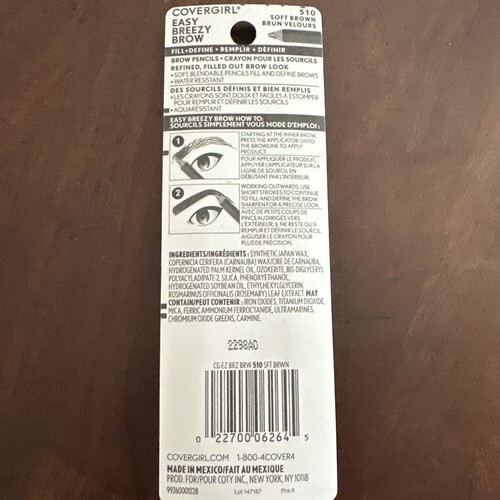 COVERGIRL
EASY
BREEZY
BROW
510
SOFT BROWN
BRUN VELOURS
FILL+DEFINE • REMPLIR + DÉFINIR
BROW PENCILS • CRAYON POUR LES SOURCILS
REFINED, FILLED OUT BROW LOOK
• SOFT, BLENDABLE PENCILS FILL AND DEFINE BROWS
• WATER RESISTANT
DES SOURCILS DÉFINIS ET BIEN REMPLIS
• LES CRAYONS SONT DOUX ET FACILES À ESTOMPER
POUR REMPLIR ET DÉFINIR LES SOURCILS
• AQUARÉSISTANT
EASY BREEZY BROW HOW TO:
SOURCILS SIMPLEMENT VOUS MODE D'EMPLOI:
1
STARTING AT THE INNER BROW,
PRESS THE APPLICATOR ONTO
THE BROWLINE TO APPLY
PRODUCT.
POUR APPLIQUER LE PRODUIT,
APPUYER L'APPLICATEUR SUR LA
LIGNE DE SOURCIL EN
DÉBUTANT PAR L'INTÉRIEUR.
2
WORKING OUTWARDS, USE
SHORT STROKES TO CONTINUE
TO FILL AND DEFINE THE BROW
SHARPEN FOR A PRECISE LOOK.
AVEC DE PETITS COUPS DE
PINCEAU DIRIGÉS VERS
L'EXTÉRIEUR, IL NE RESTE QU'À
REMPLIR ET DÉFINIR LE SOURCIL.
AIGUISER LE CRAYON POUR
PLUS DE PRÉCISION.
INGREDIENTS/INGRÉDIENTS: SYNTHETIC JAPAN WAX,
COPERNICIA CERIFERA (CARNAUBA) WAX/CIRE DE CARNAUBA,
HYDROGENATED PALM KERNEL OIL, OZOKERITE, BIS-DIGLYCERYL
POLYACYLADIPATE-2, SILICA, PHENOXYETHANOL,
HYDROGENATED SOYBEAN OIL, ETHYLHEXYLGLYCERIN,
ROSMARINUS OFFICINALIS (ROSEMARY) LEAF EXTRACT. MAY
CONTAIN/PEUT CONTENIR: IRON OXIDES, TITANIUM DIOXIDE,
MICA, FERRIC AMMONIUM FERROCYANIDE, ULTRAMARINES,
CHROMIUM OXIDE GREENS, CARMINE.
2298A0
CG EZ BRZ BRW 510 SFT BRWN
0 22700 06264 5
COVERGIRL.COM 1-800-4COVER4
MADE IN MEXICO/FAIT AU MEXIQUE
PROD. FOR/POUR COTY INC., NEW YORK, NY 10118
99260001228 Lot:147167 Pne:8